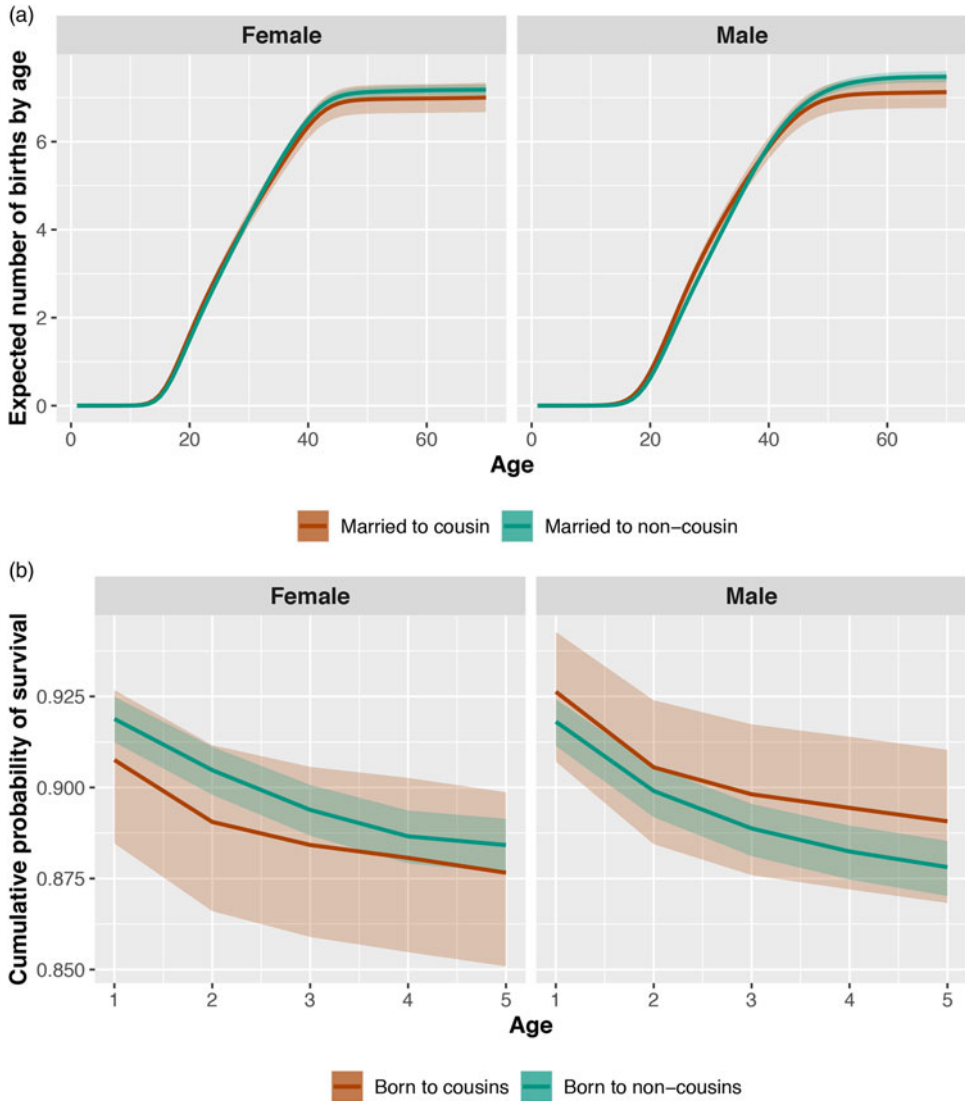 (a)
Female Male
Expected number of births by age
6
4
2
0
0 20 40 60 0 20 40 60
Age
Married to cousin Married to non−cousin
(b)
Female Male
Cumulative probability of survival
0.925
0.900
0.875
0.850
1 2 3 4 5 1 2 3 4 5
Age
Born to cousins Born to non−cousins